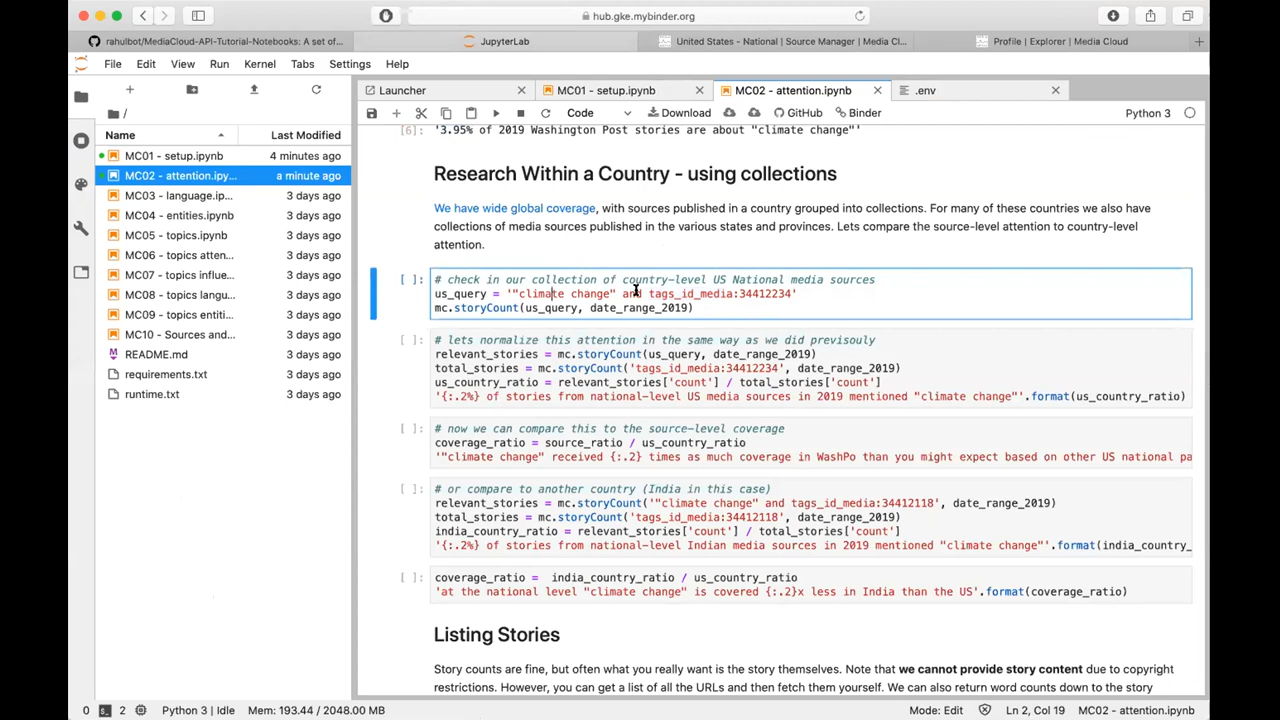 hub.gke.mybinder.org
rahulbot/MediaCloud-API-Tutorial-Notebooks: A set of...
JupyterLab
United States - National | Source Manager | Media Cl...
Profile | Explorer | Media Cloud
File Edit View Run Kernel Tabs Settings Help
Launcher
MC01 - setup.ipynb
MC02 - attention.ipynb
.env
Code
Download
GitHub
Binder
Python 3
/
Name
Last Modified
MC01 - setup.ipynb 4 minutes ago
MC02 - attention.ipy... a minute ago
MC03 - language.ip... 3 days ago
MC04 - entities.ipynb 3 days ago
MC05 - topics.ipynb 3 days ago
MC06 - topics atten... 3 days ago
MC07 - topics influe... 3 days ago
MC08 - topics langu... 3 days ago
MC09 - topics entiti... 3 days ago
MC10 - Sources and... 3 days ago
README.md 3 days ago
requirements.txt 3 days ago
runtime.txt 3 days ago
[6]: '3.95% of 2019 Washington Post stories are about "climate change"'
Research Within a Country - using collections
We have wide global coverage, with sources published in a country grouped into collections. For many of these countries we also have
collections of media sources published in the various states and provinces. Lets compare the source-level attention to country-level
attention.
[ ]: # check in our collection of country-level US National media sources
us_query = '"climate change" and tags_id_media:34412234'
mc.storyCount(us_query, date_range_2019)
[ ]: # lets normalize this attention in the same way as we did previsouly
relevant_stories = mc.storyCount(us_query, date_range_2019)
total_stories = mc.storyCount('tags_id_media:34412234', date_range_2019)
us_country_ratio = relevant_stories['count'] / total_stories['count']
'{:.2%} of stories from national-level US media sources in 2019 mentioned "climate change"'.format(us_country_ratio)
[ ]: # now we can compare this to the source-level coverage
coverage_ratio = source_ratio / us_country_ratio
'"climate change" received {:.2} times as much coverage in WashPo than you might expect based on other US national pa
[ ]: # or compare to another country (India in this case)
relevant_stories = mc.storyCount('"climate change" and tags_id_media:34412118', date_range_2019)
total_stories = mc.storyCount('tags_id_media:34412118', date_range_2019)
india_country_ratio = relevant_stories['count'] / total_stories['count']
'{:.2%} of stories from national-level Indian media sources in 2019 mentioned "climate change"'.format(india_country_
[ ]: coverage_ratio = india_country_ratio / us_country_ratio
'at the national level "climate change" is covered {:.2}x less in India than the US'.format(coverage_ratio)
Listing Stories
Story counts are fine, but often what you really want is the story themselves. Note that we cannot provide story content due to copyright
restrictions. However, you can get a list of all the URLs and then fetch them yourself. We can also return word counts down to the story
0 2 Python 3 | Idle Mem: 193.44 / 2048.00 MB Mode: Edit Ln 2, Col 19 MC02 - attention.ipynb